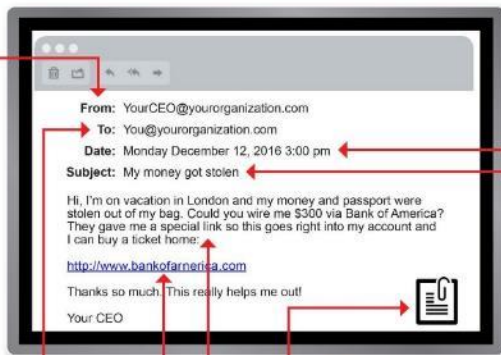 From: YourCEO@yourorganization.com
To: You@yourorganization.com
Date: Monday December 12, 2016 3:00 pm
Subject: My money got stolen
Hi, I'm on vacation in London and my money and passport were
stolen out of my bag. Could you wire me $300 via Bank of America?
They gave me a special link so this goes right into my account and
I can buy a ticket home:
http://www.bankofarnerica.com
Thanks so much. This really helps me out!
Your CEO